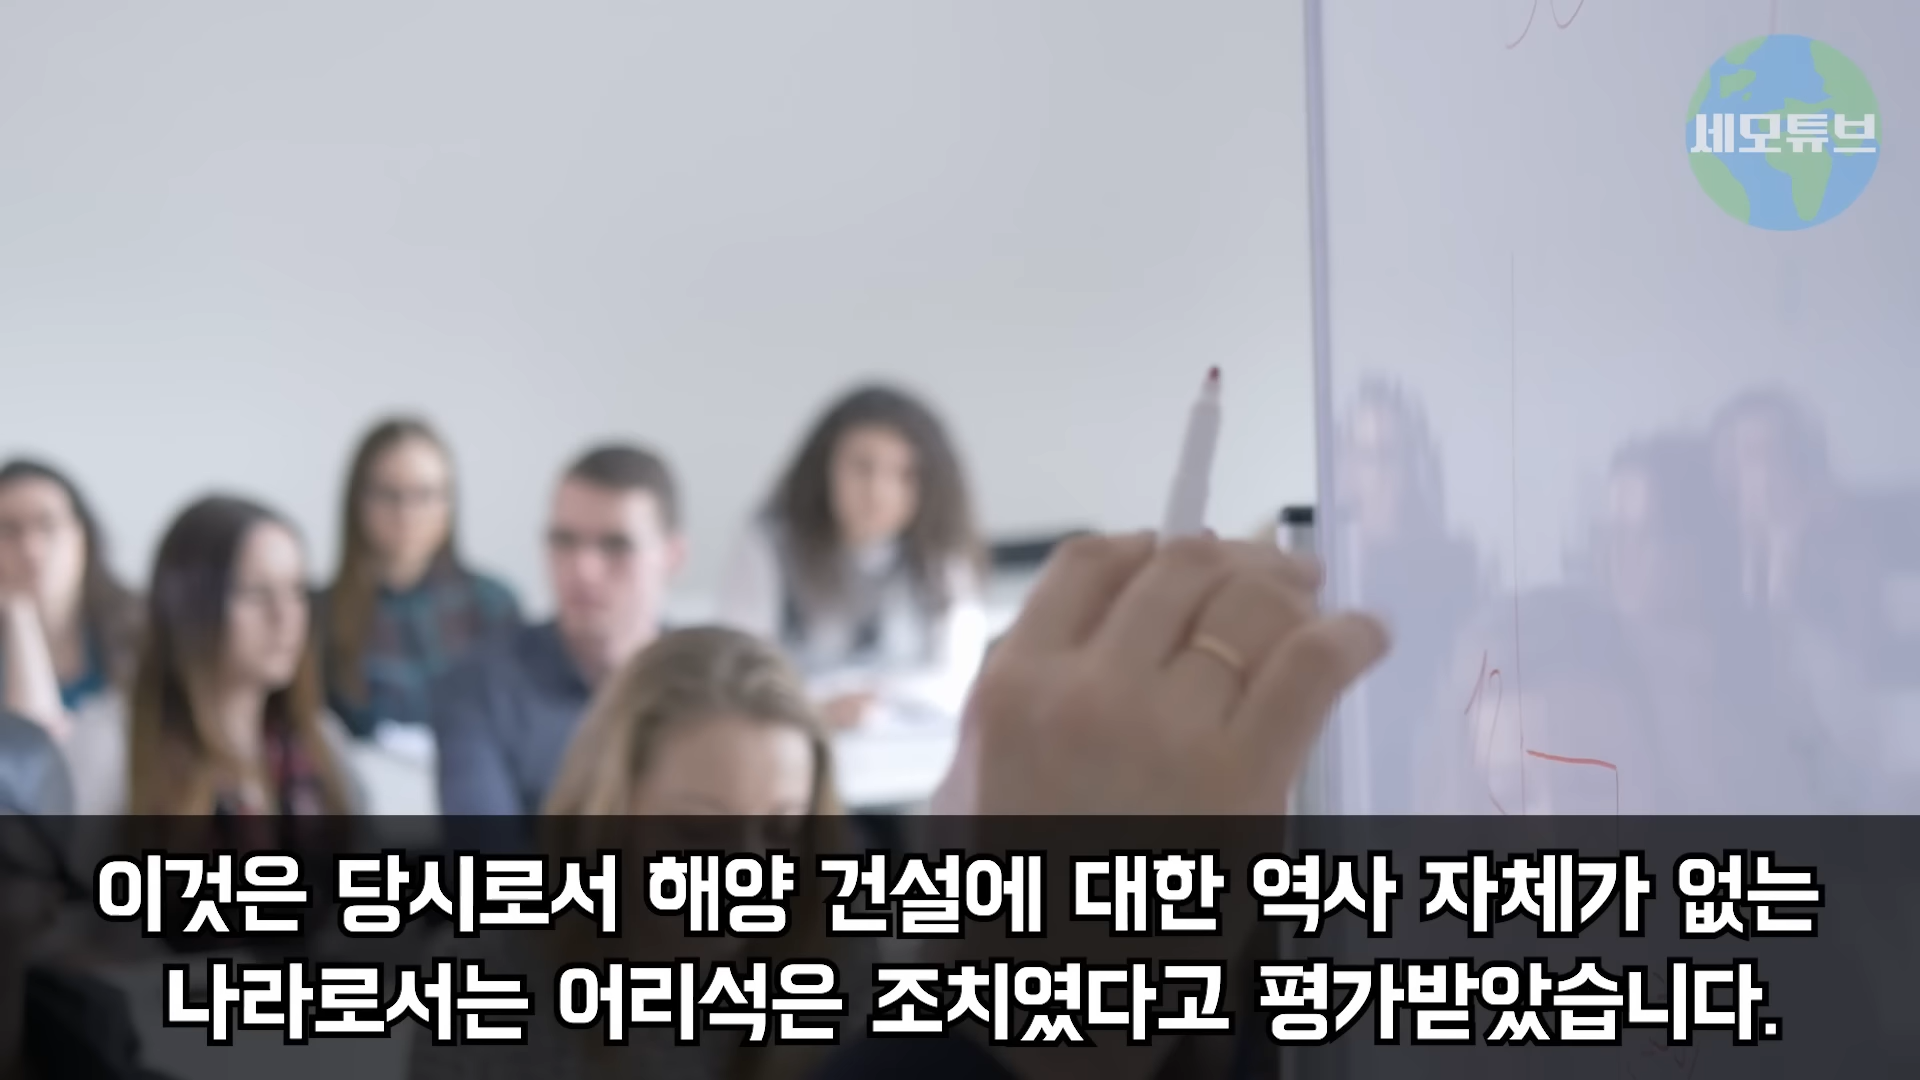 세모튜브
이것은 당시로서 해양 건설에 대한 역사 자체가 없는
나라로서는 어리석은 조치였다고 평가받았습니다.